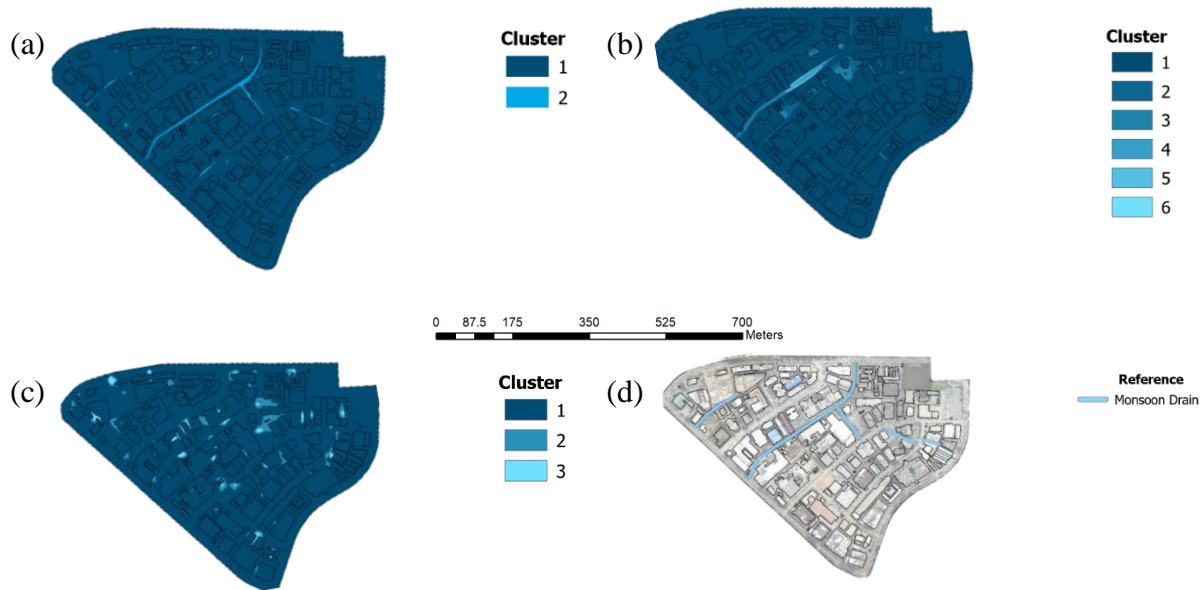 (a)
Cluster
1
2
(b)
Cluster
1
2
3
4
5
6
0 87.5 175 350 525 700
Meters
(c)
Cluster
1
2
3
(d)
Reference
Monsoon Drain